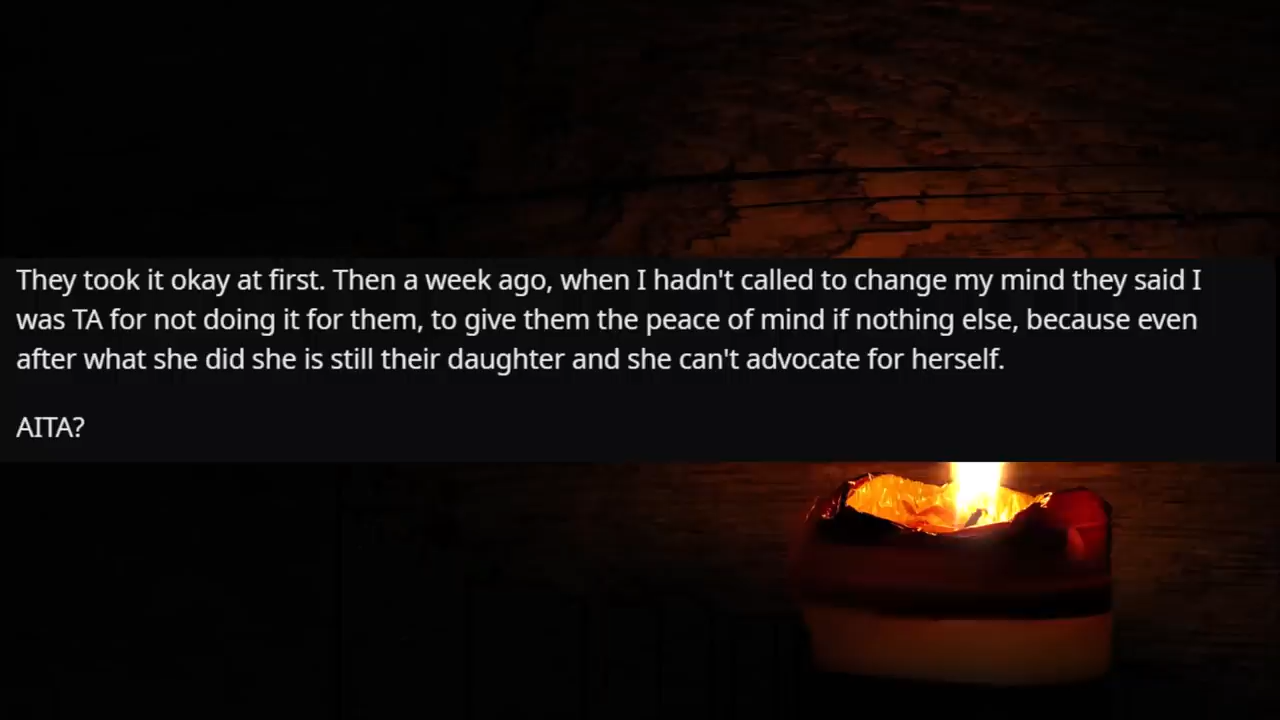 They took it okay at first. Then a week ago, when I hadn't called to change my mind they said I
was TA for not doing it for them, to give them the peace of mind if nothing else, because even
after what she did she is still their daughter and she can't advocate for herself.
AITA?